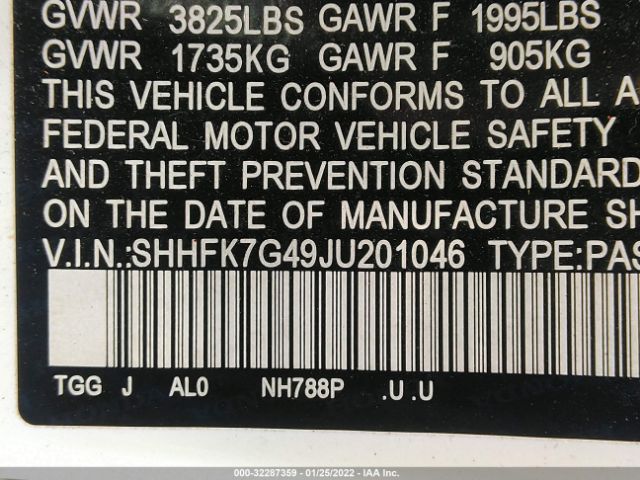 GVWR 3825LBS GAWR F 1995LBS
GVWR 1735KG GAWR F 905KG
THIS VEHICLE CONFORMS TO ALL A
FEDERAL MOTOR VEHICLE SAFETY
AND THEFT PREVENTION STANDARD
ON THE DATE OF MANUFACTURE S
V.I.N.:SHHFK7G49JU201046 TYPE:PAS
TGG J AL0 NH788P .U.U
000-32287359 - 01/25/2022 - IAA Inc.